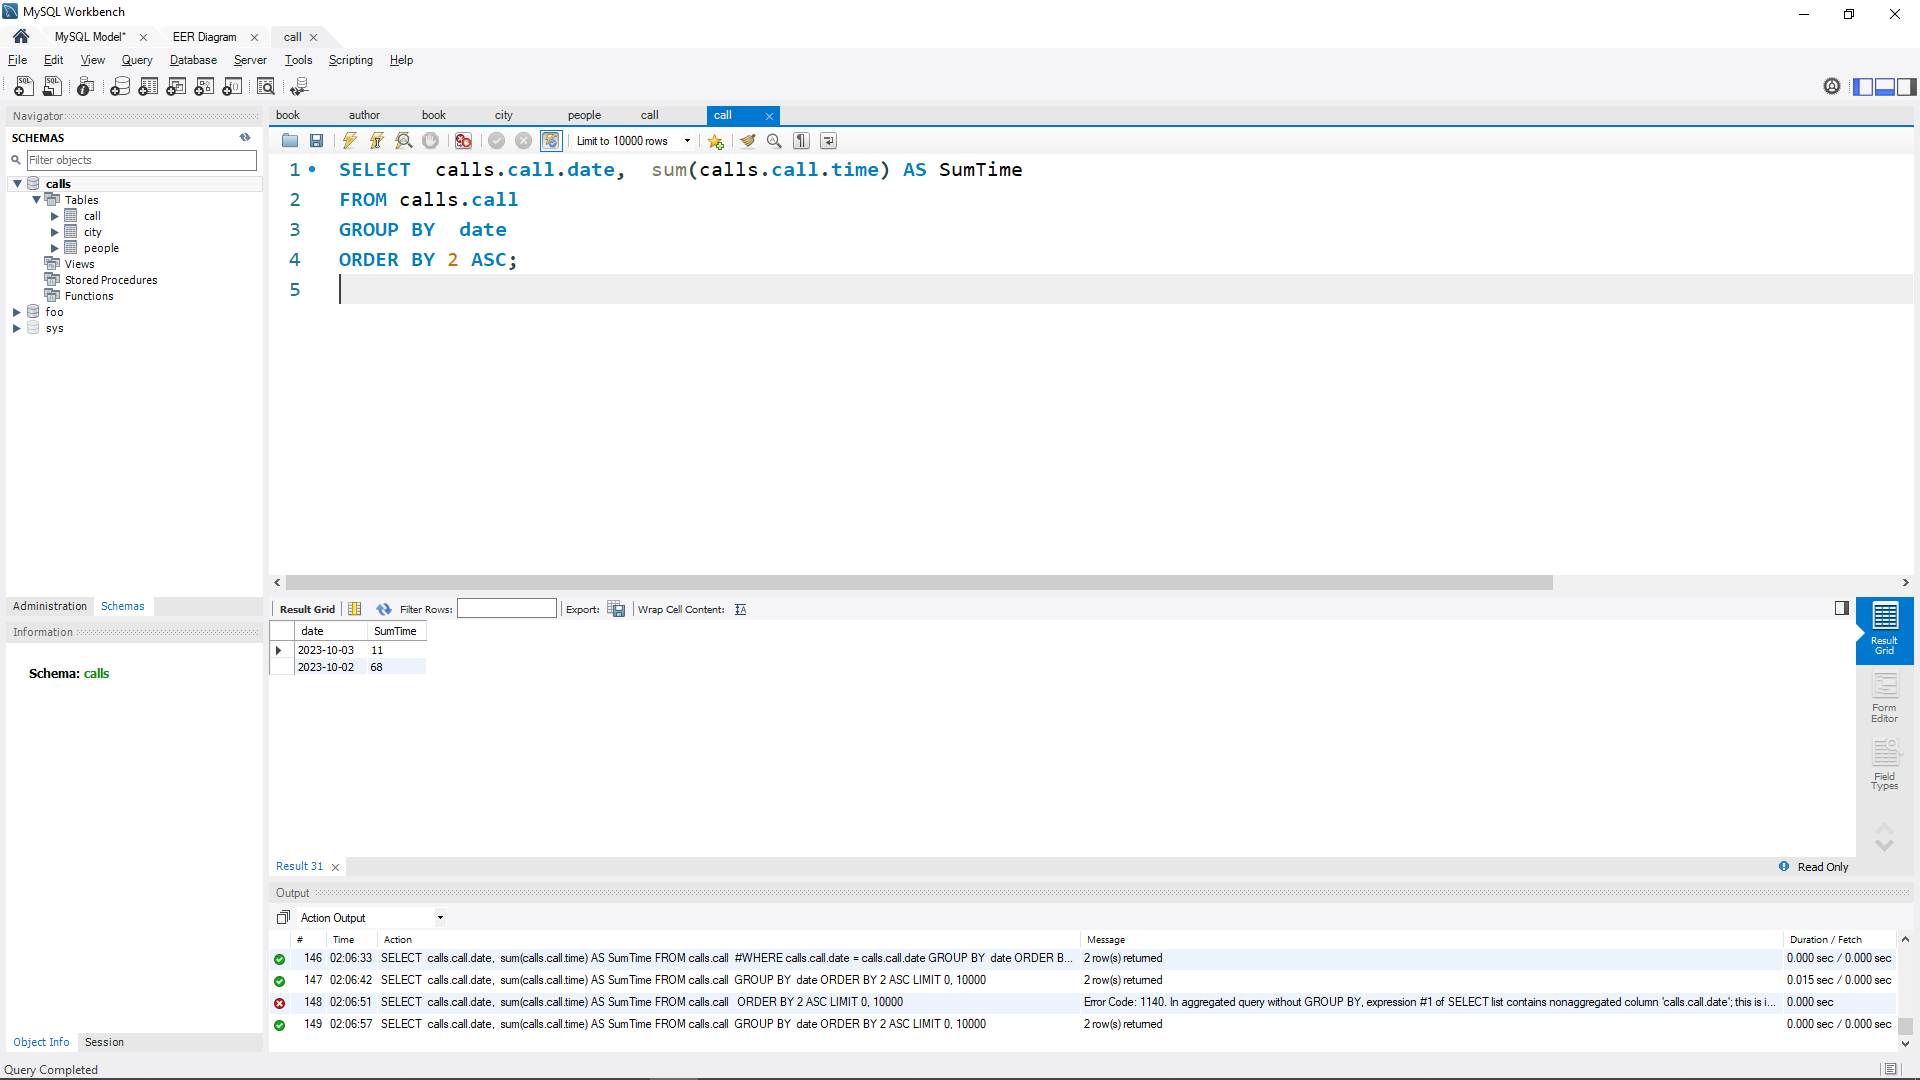 MySQL Workbench
MySQL Model* EER Diagram call
File Edit View Query Database Server Tools Scripting Help
Navigator
SCHEMAS
Filter objects
calls
Tables
call
city
people
Views
Stored Procedures
Functions
foo
sys
Administration Schemas
Information
Schema: calls
Object Info Session
book author book city people call call
Limit to 10000 rows
1 SELECT calls.call.date, sum(calls.call.time) AS SumTime
2 FROM calls.call
3 GROUP BY date
4 ORDER BY 2 ASC;
5
Result Grid Filter Rows: Export: Wrap Cell Content:
date SumTime
2023-10-03 11
2023-10-02 68
Result Grid
Form Editor
Field Types
Result 31 Read Only
Output
Action Output
# Time Action Message Duration / Fetch
146 02:06:33 SELECT calls.call.date, sum(calls.call.time) AS SumTime FROM calls.call #WHERE calls.call.date = calls.call.date GROUP BY date ORDER B... 2 row(s) returned 0.000 sec / 0.000 sec
147 02:06:42 SELECT calls.call.date, sum(calls.call.time) AS SumTime FROM calls.call GROUP BY date ORDER BY 2 ASC LIMIT 0, 10000 2 row(s) returned 0.015 sec / 0.000 sec
148 02:06:51 SELECT calls.call.date, sum(calls.call.time) AS SumTime FROM calls.call ORDER BY 2 ASC LIMIT 0, 10000 Error Code: 1140. In aggregated query without GROUP BY, expression #1 of SELECT list contains nonaggregated column 'calls.call.date'; this is i... 0.000 sec
149 02:06:57 SELECT calls.call.date, sum(calls.call.time) AS SumTime FROM calls.call GROUP BY date ORDER BY 2 ASC LIMIT 0, 10000 2 row(s) returned 0.000 sec / 0.000 sec
Query Completed